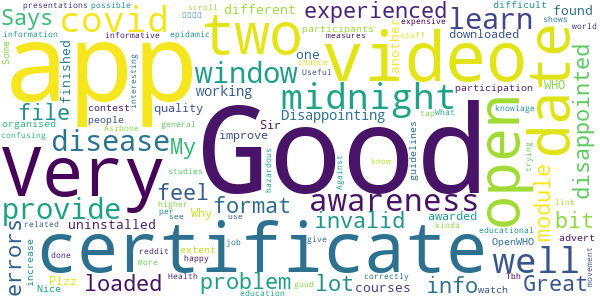 presentations possible
Says covid two experienced difficult scroll shows
information different learn found
Some informative epidemic participants another expensive stuff
downloaded world
finished app window one video measures
file contest quality working midnight chance WHO
people Disappointing Useful tap What participation
interesting
organised disease My Sir improve guidelines open module date disappointed
confusing Asibone
general Very Good awareness knowlage
provide feel format invalid bit
studies hazardous Against know trying
higher extent awarded link
errors uninstalled per see Why use advert
related certificate well
Plzz loaded reddit job give correctly OpenWHO educational
increase done More happy kinda
Nice problem Health lot courses info tbh Great movement
education guud watch